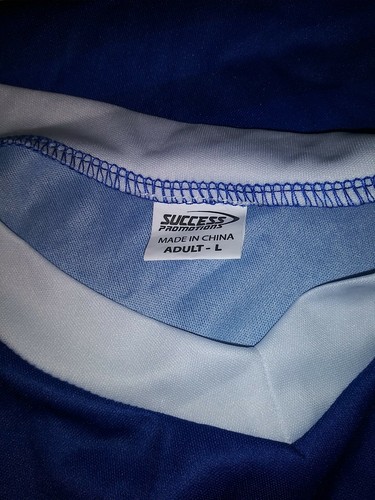 SUCCESS
PROMOTIONS
MADE IN CHINA
ADULT - L